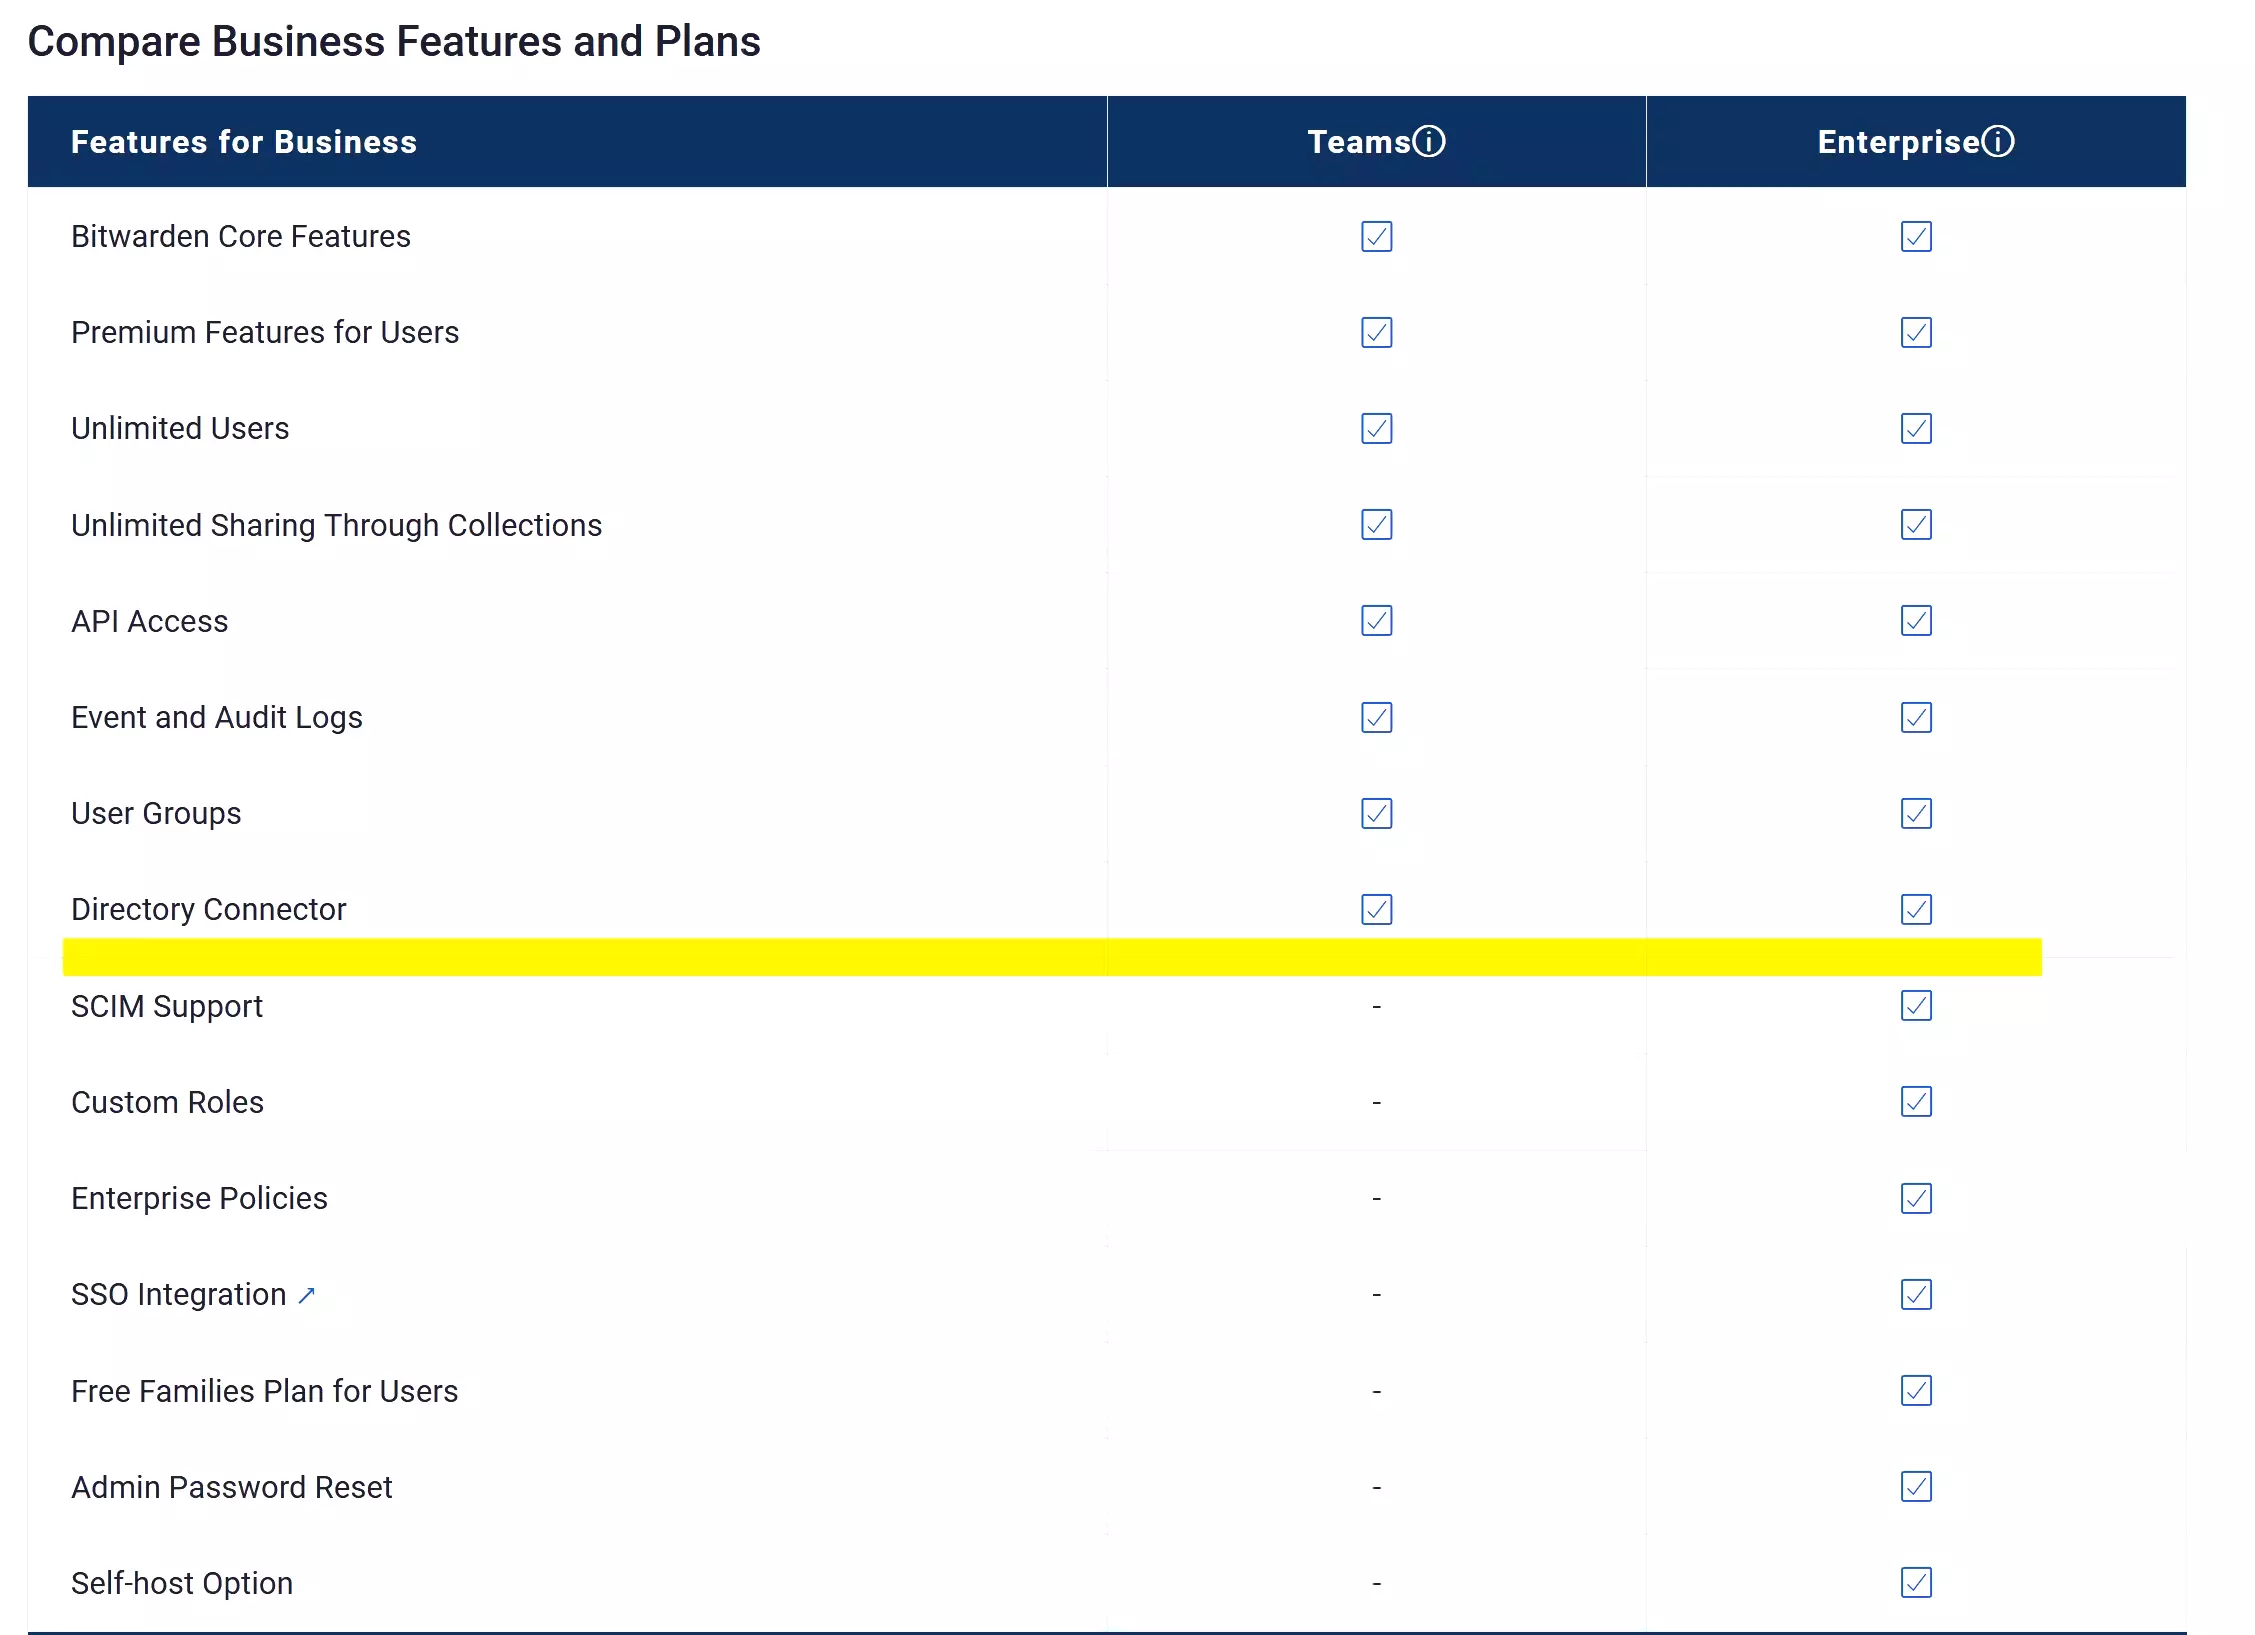 Compare Business Features and Plans
Features for Business Teams Enterprise
Bitwarden Core Features
Premium Features for Users
Unlimited Users
Unlimited Sharing Through Collections
API Access
Event and Audit Logs
User Groups
Directory Connector
SCIM Support -
Custom Roles -
Enterprise Policies -
SSO Integration ↗ -
Free Families Plan for Users -
Admin Password Reset -
Self-host Option -